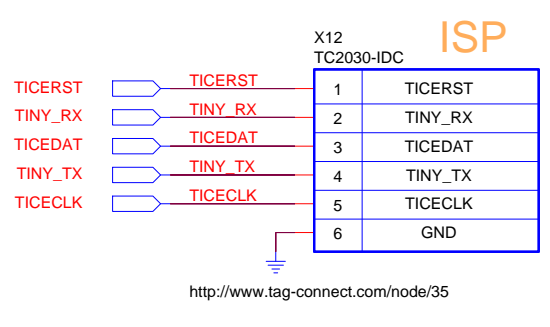 X12
ISP
TC2030-IDC
TICERST TICERST 1 TICERST
TINY_RX TINY_RX 2 TINY_RX
TICEDAT TICEDAT 3 TICEDAT
TINY_TX TINY_TX 4 TINY_TX
TICECLK TICECLK 5 TICECLK
6 GND
http://www.tag-connect.com/node/35